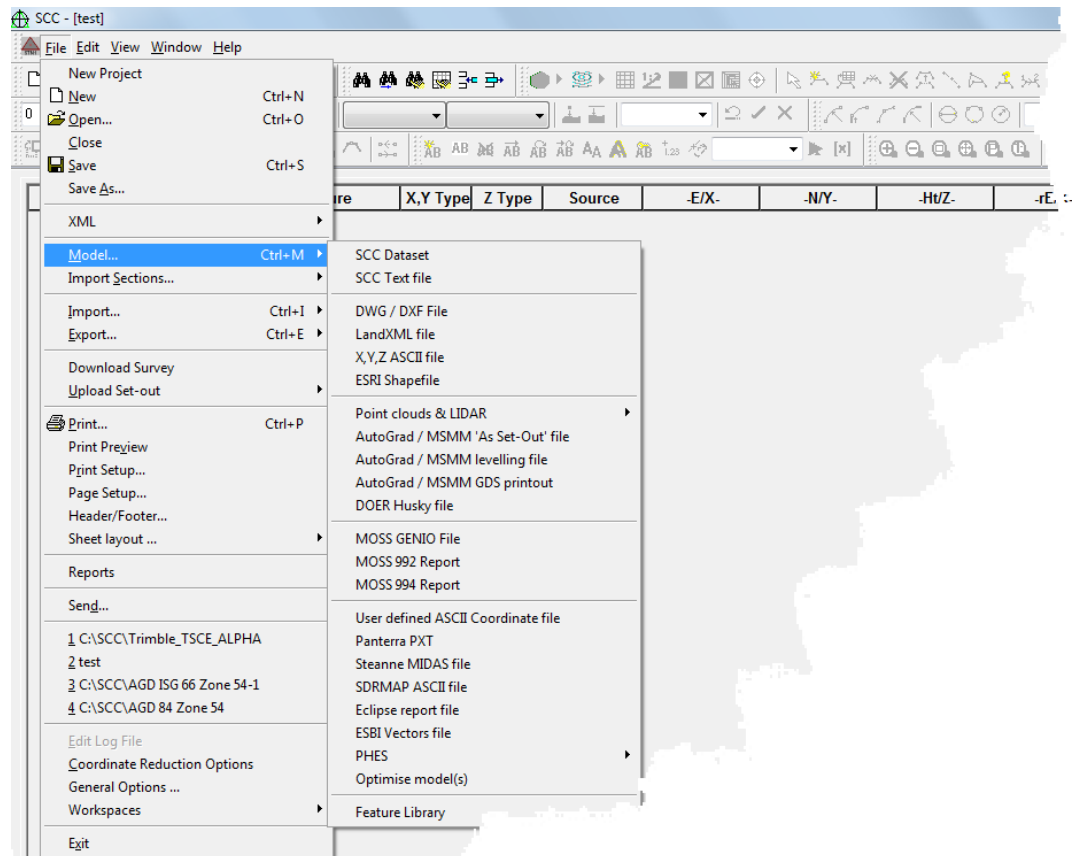 SCC - [test]
File Edit View Window Help
New Project
New Ctrl+N
Open... Ctrl+O
Close
Save Ctrl+S
Save As...
XML
Model... Ctrl+M
Import Sections...
Import... Ctrl+I
Export... Ctrl+E
Download Survey
Upload Set-out
Print... Ctrl+P
Print Preview
Print Setup...
Page Setup...
Header/Footer...
Sheet layout ...
Reports
Send...
1 C:\SCC\Trimble_TSCE_ALPHA
2 test
3 C:\SCC\AGD ISG 66 Zone 54-1
4 C:\SCC\AGD 84 Zone 54
Edit Log File
Coordinate Reduction Options
General Options ...
Workspaces
Exit
0
X,Y Type Z Type Source -E/X- -N/Y- -Ht/Z-
SCC Dataset
SCC Text file
DWG / DXF File
LandXML file
X,Y,Z ASCII file
ESRI Shapefile
Point clouds & LIDAR
AutoGrad / MSMM 'As Set-Out' file
AutoGrad / MSMM levelling file
AutoGrad / MSMM GDS printout
DOER Husky file
MOSS GENIO File
MOSS 992 Report
MOSS 994 Report
User defined ASCII Coordinate file
Panterra PXT
Steanne MIDAS file
SDRMAP ASCII file
Eclipse report file
ESBI Vectors file
PHES
Optimise model(s)
Feature Library